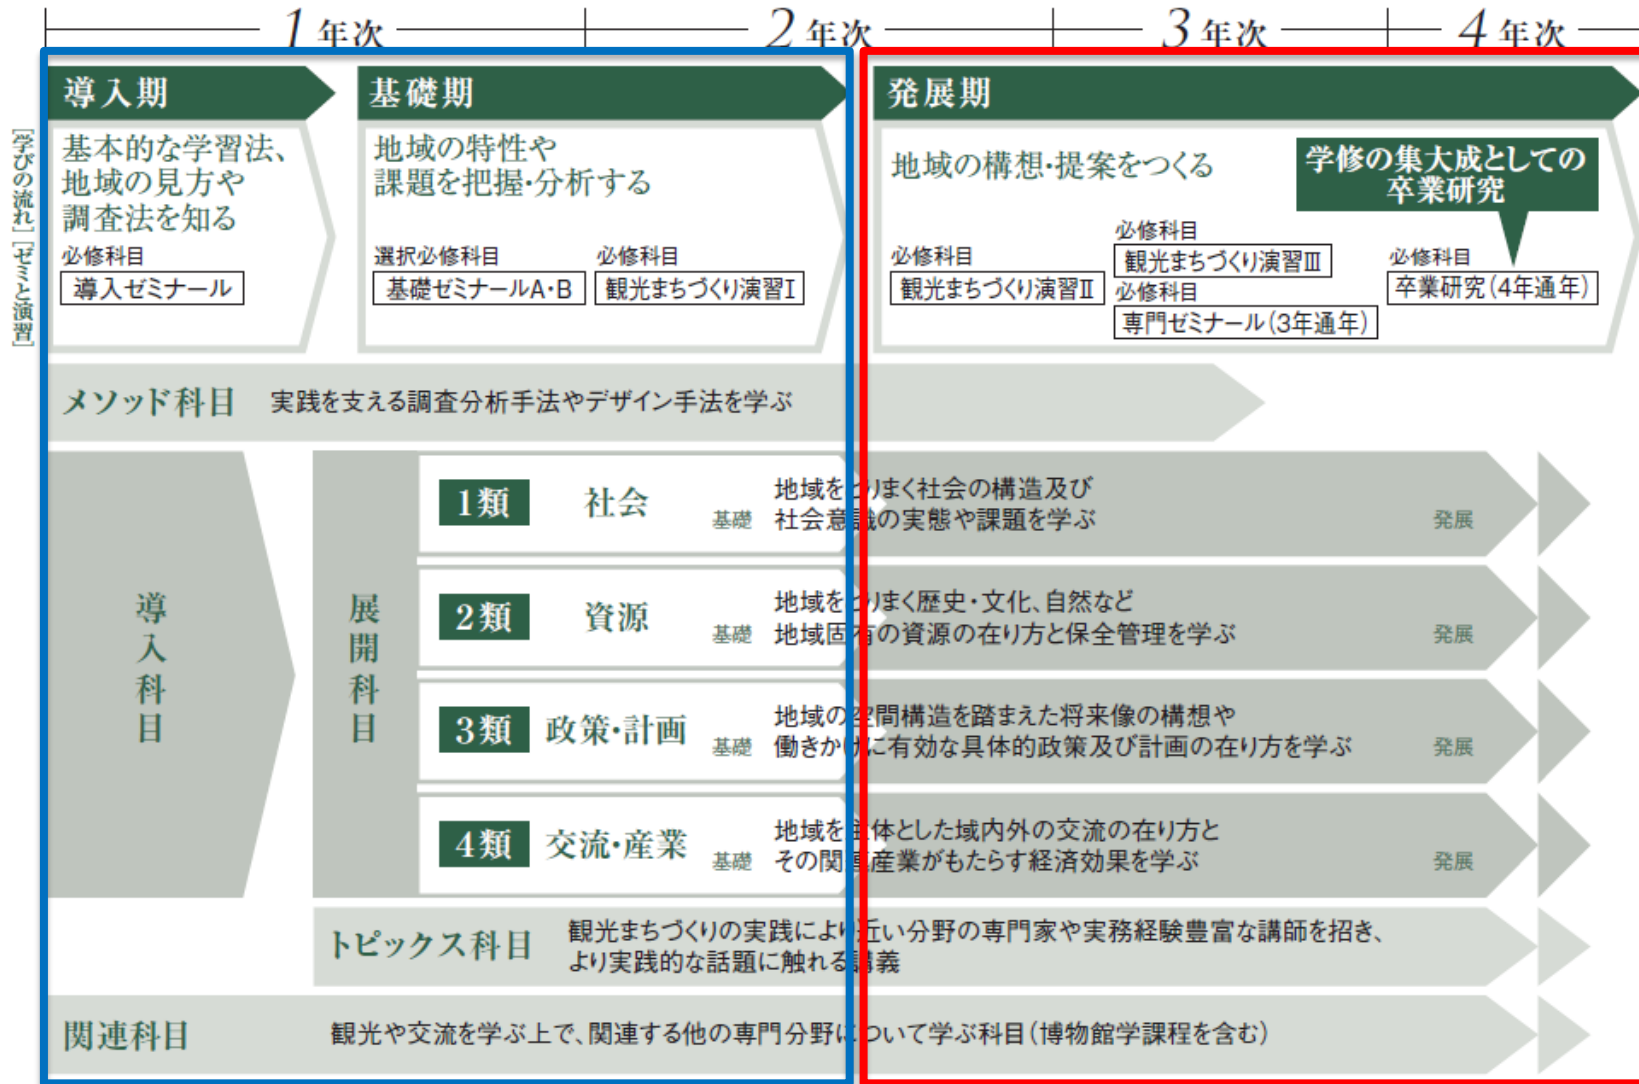 1年次 2年次 3年次 4年次
導入期
基礎期
発展期
[学びの流れ] [ゼミと演習]
基本的な学習法、
地域の見方や
調査法を知る
必修科目
導入ゼミナール
地域の特性や
課題を把握・分析する
選択必修科目
基礎ゼミナールA・B
必修科目
観光まちづくり演習I
地域の構想・提案をつくる
必修科目
観光まちづくり演習II
必修科目
観光まちづくり演習III
必修科目
専門ゼミナール(3年通年)
学修の集大成としての
卒業研究
必修科目
卒業研究(4年通年)
メソッド科目 実践を支える調査分析手法やデザイン手法を学ぶ
導入科目
展開科目
1類 社会 基礎
地域をとりまく社会の構造及び
社会意識の実態や課題を学ぶ
発展
2類 資源 基礎
地域をとりまく歴史・文化、自然など
地域固有の資源の在り方と保全管理を学ぶ
発展
3類 政策・計画 基礎
地域の空間構造を踏まえた将来像の構想や
働きかけに有効な具体的政策及び計画の在り方を学ぶ
発展
4類 交流・産業 基礎
地域を主体とした域内外の交流の在り方と
その関連産業がもたらす経済効果を学ぶ
発展
トピックス科目
観光まちづくりの実践により近い分野の専門家や実務経験豊富な講師を招き、
より実践的な話題に触れる講義
関連科目 観光や交流を学ぶ上で、関連する他の専門分野について学ぶ科目(博物館学課程を含む)